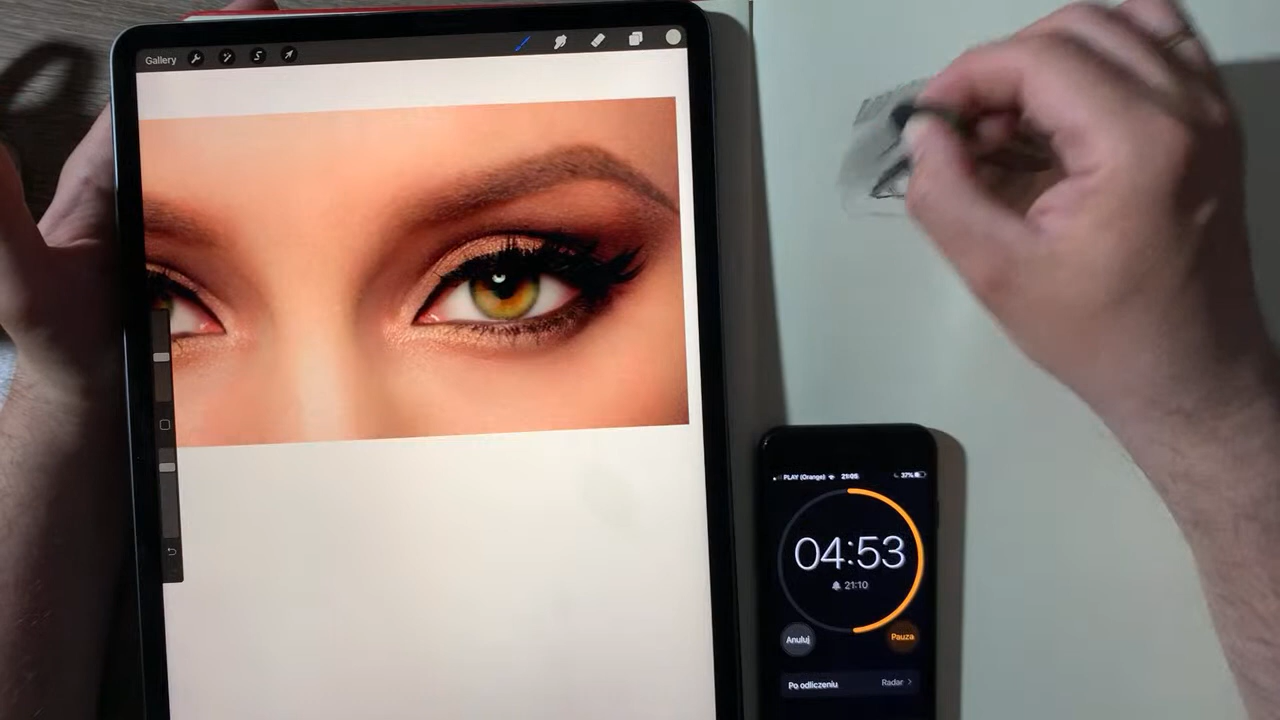 Gallery
PLAY (Orange) 21:05 37%
04:53
21:10
Anuluj Pauza
Po odliczeniu Radar